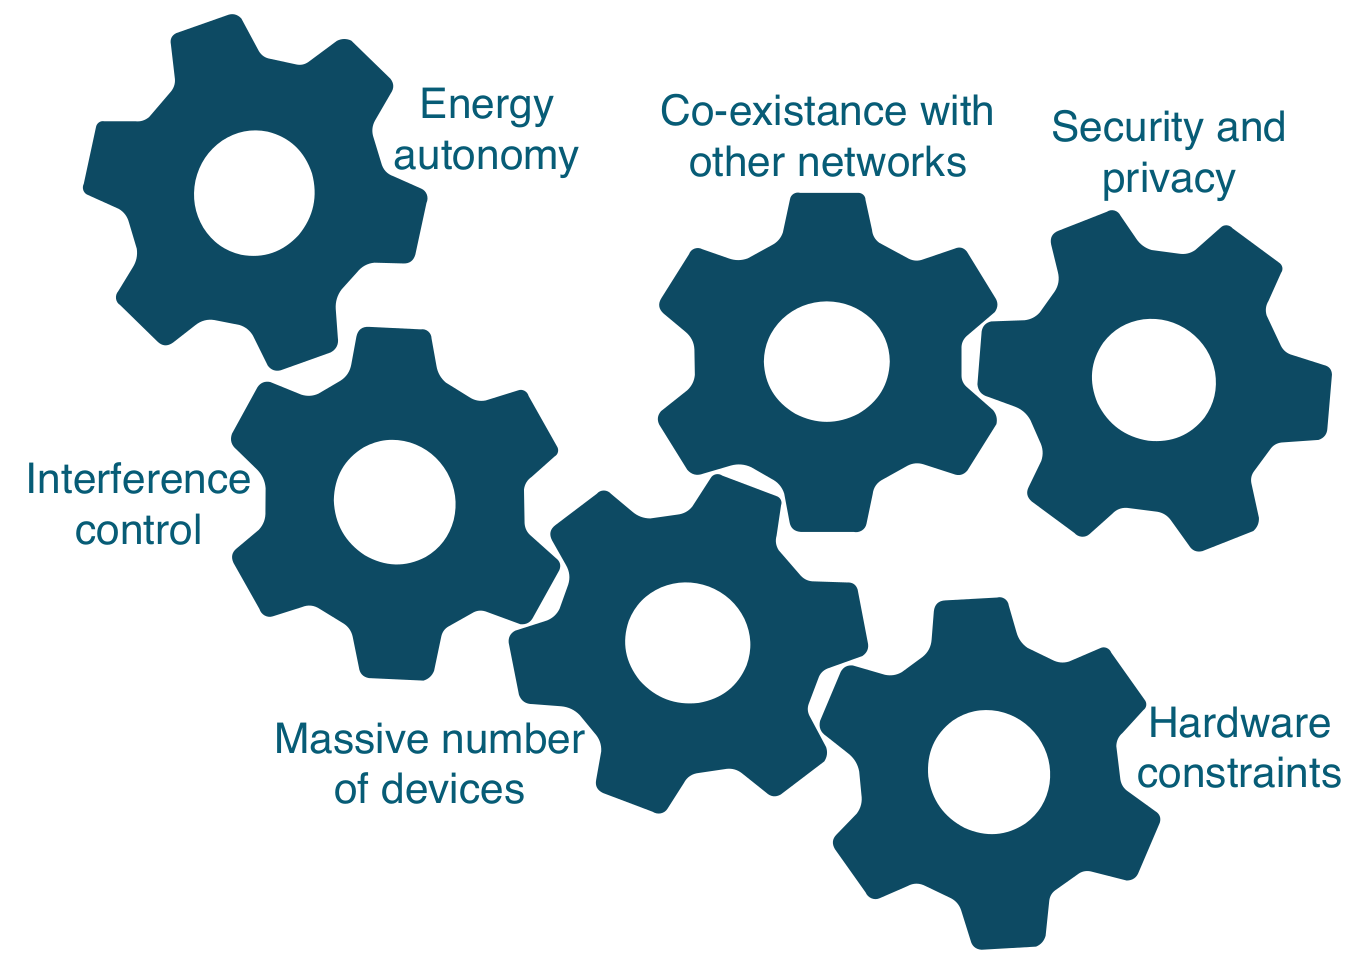 Energy
autonomy
Co-existance with
other networks
Security and
privacy
Interference
control
Massive number
of devices
Hardware
constraints